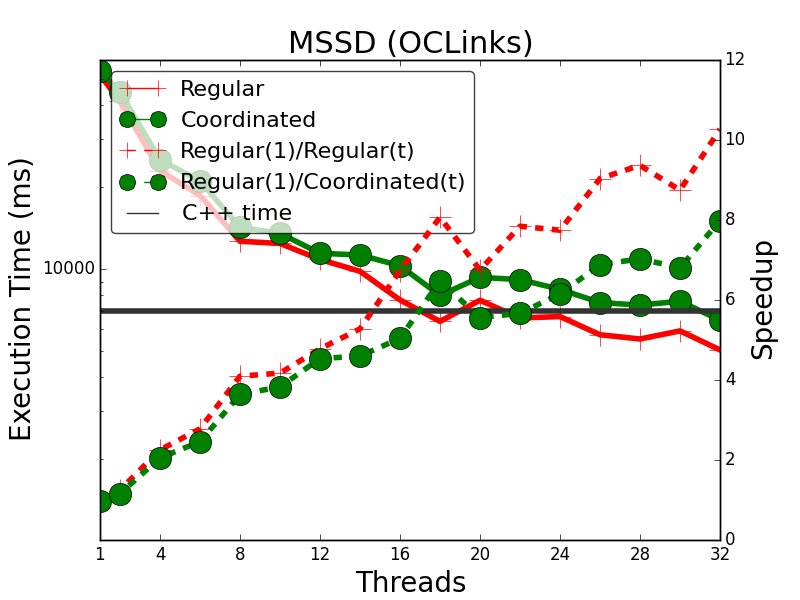 MSSD (OCLinks)
12
Regular
Coordinated
Regular(1)/Regular(t)
Regular(1)/Coordinated(t)
C++ time
10
8
10000
6
4
2
0
Execution Time (ms)
Speedup
1 4 8 12 16 20 24 28 32
Threads